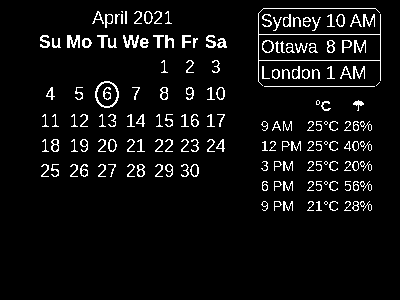 April 2021
Su Mo Tu We Th Fr Sa
1 2 3
4 5 6 7 8 9 10
11 12 13 14 15 16 17
18 19 20 21 22 23 24
25 26 27 28 29 30
Sydney 10 AM
Ottawa 8 PM
London 1 AM
°C
9 AM 25°C 26%
12 PM 25°C 40%
3 PM 25°C 20%
6 PM 25°C 56%
9 PM 21°C 28%